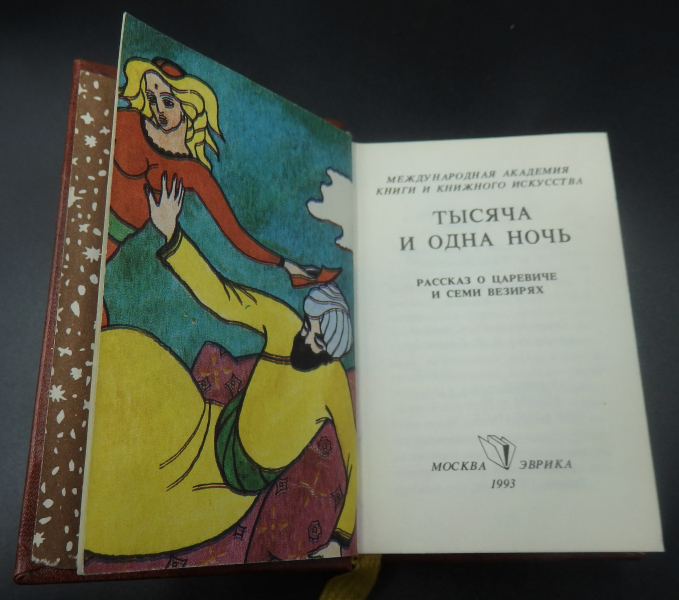 МЕЖДУНАРОДНАЯ АКАДЕМИЯ
КНИГИ И КНИЖНОГО ИСКУССТВА
ТЫСЯЧА
И ОДНА НОЧЬ
РАССКАЗ О ЦАРЕВИЧЕ
И СЕМИ ВЕЗИРЯХ
МОСКВА ЭВРИКА
1993